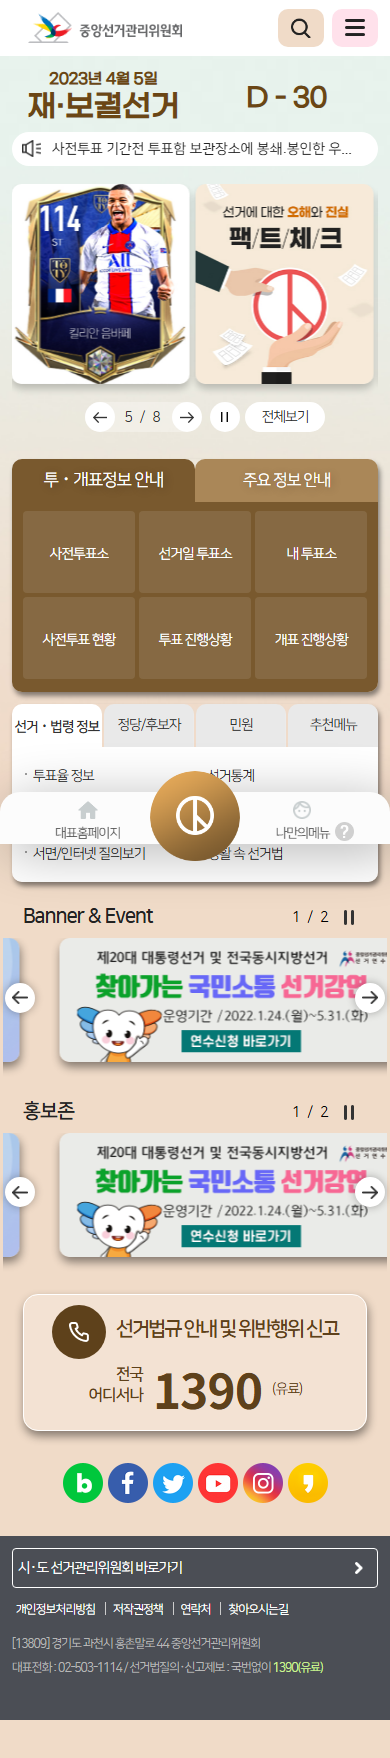 중앙선거관리위원회
2023년 4월 5일
재·보궐선거
D - 30
사전투표 기간전 투표함 보관장소에 봉쇄.봉인한 우...
114
ST
킬리안 음바페
선거에 대한 오해와 진실
팩/트/체/크
5 / 8
전체보기
투·개표정보 안내
주요 정보 안내
사전투표소
선거일 투표소
내 투표소
사전투표 현황
투표 진행상황
개표 진행상황
선거·법령 정보
정당/후보자
민원
추천메뉴
· 투표율 정보
선거통계
대표홈페이지
나만의메뉴 ?
· 서면/인터넷 질의보기
생활 속 선거법
Banner & Event
1 / 2
제20대 대통령선거 및 전국동시지방선거
찾아가는 국민소통 선거강연
운영기간 / 2022.1.24.(월)~5.31.(화)
연수신청 바로가기
홍보존
1 / 2
제20대 대통령선거 및 전국동시지방선거
찾아가는 국민소통 선거강연
운영기간 / 2022.1.24.(월)~5.31.(화)
연수신청 바로가기
선거법규 안내 및 위반행위 신고
전국
어디서나
1390
(유료)
시·도 선거관리위원회 바로가기
개인정보처리방침
저작권정책
연락처
찾아오시는길
[13809] 경기도 과천시 홍촌말로 44 중앙선거관리위원회
대표전화 : 02-503-1114 / 선거법질의·신고제보 : 국번없이 1390(유료)